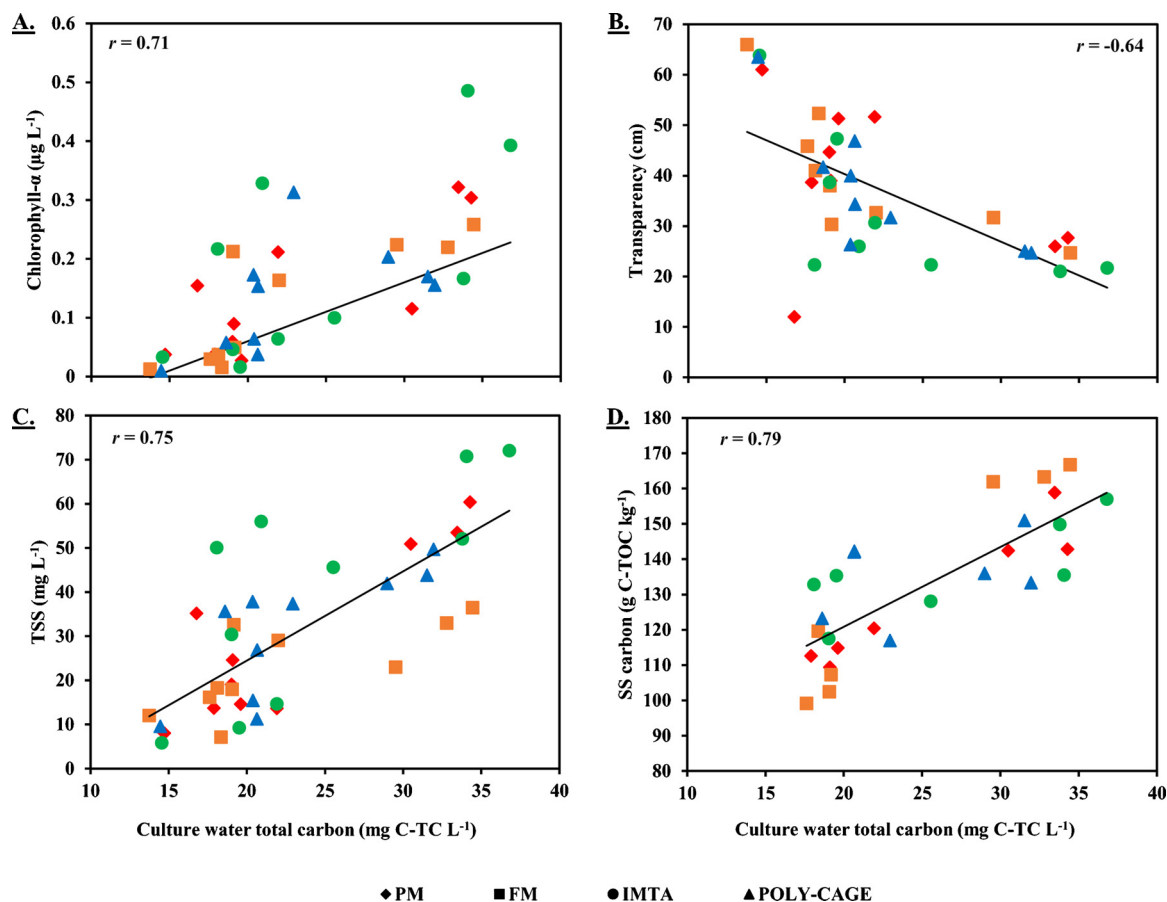 A.
r = 0.71
Chlorophyll-α (µg L⁻¹)
0.6
0.5
0.4
0.3
0.2
0.1
0
B.
r = -0.64
Transparency (cm)
70
60
50
40
30
20
10
0
C.
r = 0.75
TSS (mg L⁻¹)
80
70
60
50
40
30
20
10
0
10 15 20 25 30 35 40
Culture water total carbon (mg C-TC L⁻¹)
D.
r = 0.79
SS carbon (g C-TOC kg⁻¹)
180
170
160
150
140
130
120
110
100
90
80
10 15 20 25 30 35 40
Culture water total carbon (mg C-TC L⁻¹)
PM FM IMTA POLY-CAGE